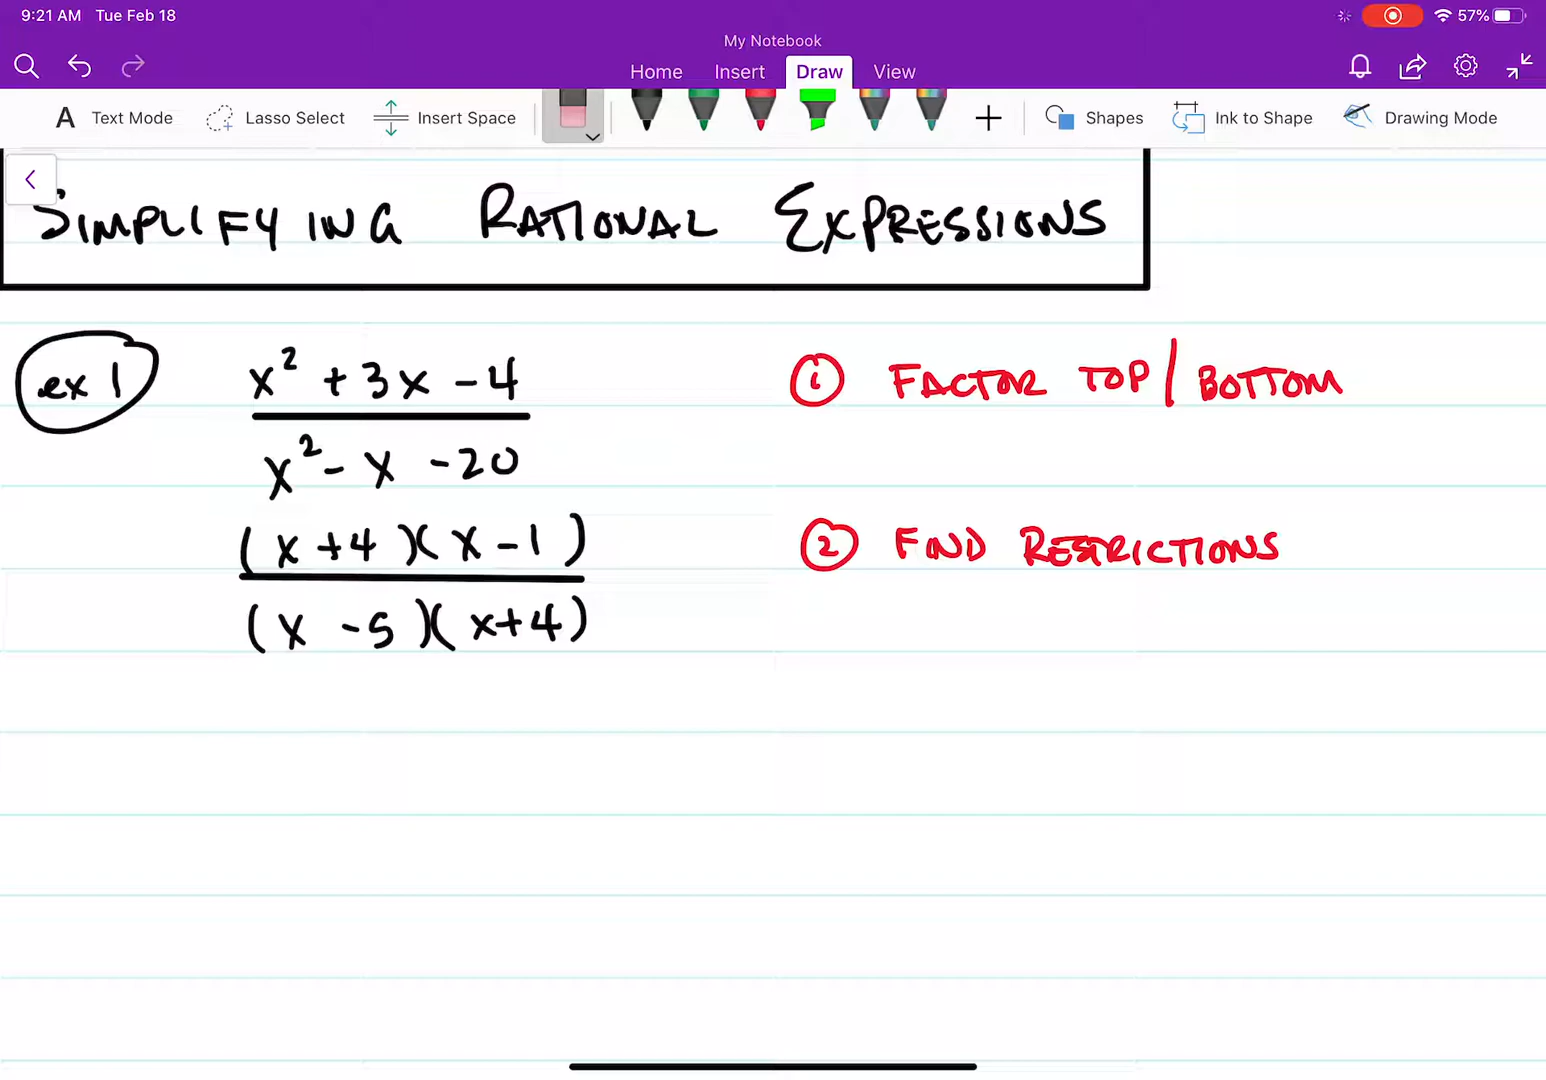 9:21 AM Tue Feb 18 57%
My Notebook
Home Insert Draw View
A Text Mode Lasso Select Insert Space Shapes Ink to Shape Drawing Mode
SIMPLIFYING RATIONAL EXPRESSIONS
ex 1
x² + 3x - 4
x² - x - 20
(x + 4)(x - 1)
(x - 5)(x + 4)
① FACTOR TOP / BOTTOM
② FIND RESTRICTIONS